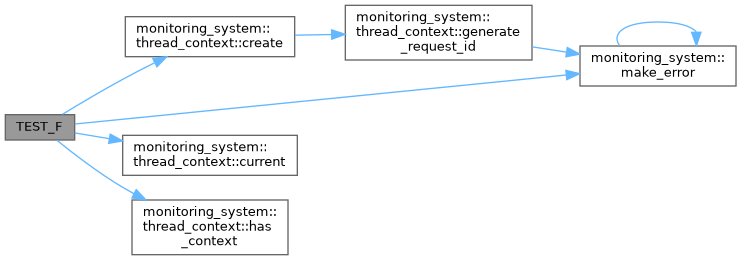 TEST_F
monitoring_system::
thread_context::create
monitoring_system::
thread_context::generate
_request_id
monitoring_system::
make_error
monitoring_system::
thread_context::current
monitoring_system::
thread_context::has
_context